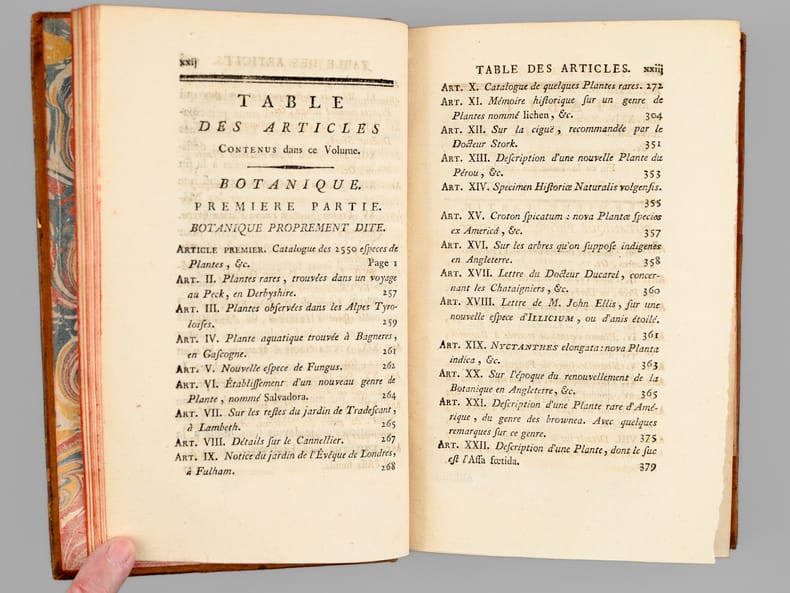 xxij
TABLE
DES ARTICLES
CONTENUS dans ce Volume.
BOTANIQUE.
PREMIERE PARTIE.
BOTANIQUE PROPREMENT DITE.
ARTICLE PREMIER. Catalogue des 2550 eſpeces de
Plantes, &c. Page 1
ART. II. Plantes rares, trouvées dans un voyage
au Peck, en Derbyshire. 257
ART. III. Plantes obſervées dans les Alpes Tyro-
loiſes. 259
ART. IV. Plante aquatique trouvée à Bagneres,
en Gaſcogne. 261
ART. V. Nouvelle eſpece de Fungus. 262
ART. VI. Établiſſement d'un nouveau genre de
Plante, nommé Salvadora. 264
ART. VII. Sur les reſtes du jardin de Tradeſcant,
à Lambeth. 265
ART. VIII. Détails ſur le Cannellier. 267
ART. IX. Notice du jardin de l'Évêque de Londres,
à Fulham. 268
TABLE DES ARTICLES. xxiij
ART. X. Catalogue de quelques Plantes rares. 272
ART. XI. Mémoire hiſtorique ſur un genre de
Plantes nommé lichen, &c. 304
ART. XII. Sur la ciguë, recommandée par le
Docteur Stork. 351
ART. XIII. Deſcription d'une nouvelle Plante du
Pérou, &c. 353
ART. XIV. Specimen Hiſtoriæ Naturalis volgenſis.
355
ART. XV. Croton ſpicatum : nova Plantæ ſpecies
ex Americâ, &c. 357
ART. XVI. Sur les arbres qu'on ſuppoſe indigenes
en Angleterre. 358
ART. XVII. Lettre du Docteur Ducarel, concer-
nant les Chataigniers, &c. 360
ART. XVIII. Lettre de M. John Ellis, ſur une
nouvelle eſpece d'ILLICIUM, ou d'anis étoilé.
361
ART. XIX. NYCTANTHES elongata : nova Planta
indica, &c. 363
ART. XX. Sur l'époque du renouvellement de la
Botanique en Angleterre, &c. 365
ART. XXI. Deſcription d'une Plante rare d'Amé-
rique, du genre des brownea. Avec quelques
remarques ſur ce genre. 375
ART. XXII. Deſcription d'une Plante, dont le ſuc
eſt l'Aſſa fœtida. 379